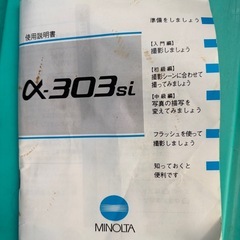 使用説明書
α-303si
MINOLTA
準備をしましょう
【入門編】
撮影しましょう
【初級編】
撮影シーンに合わせて
撮ってみましょう
【中級編】
写真の描写を
変えてみましょう
フラッシュを使って
撮影しましょう
知っておくと
便利です